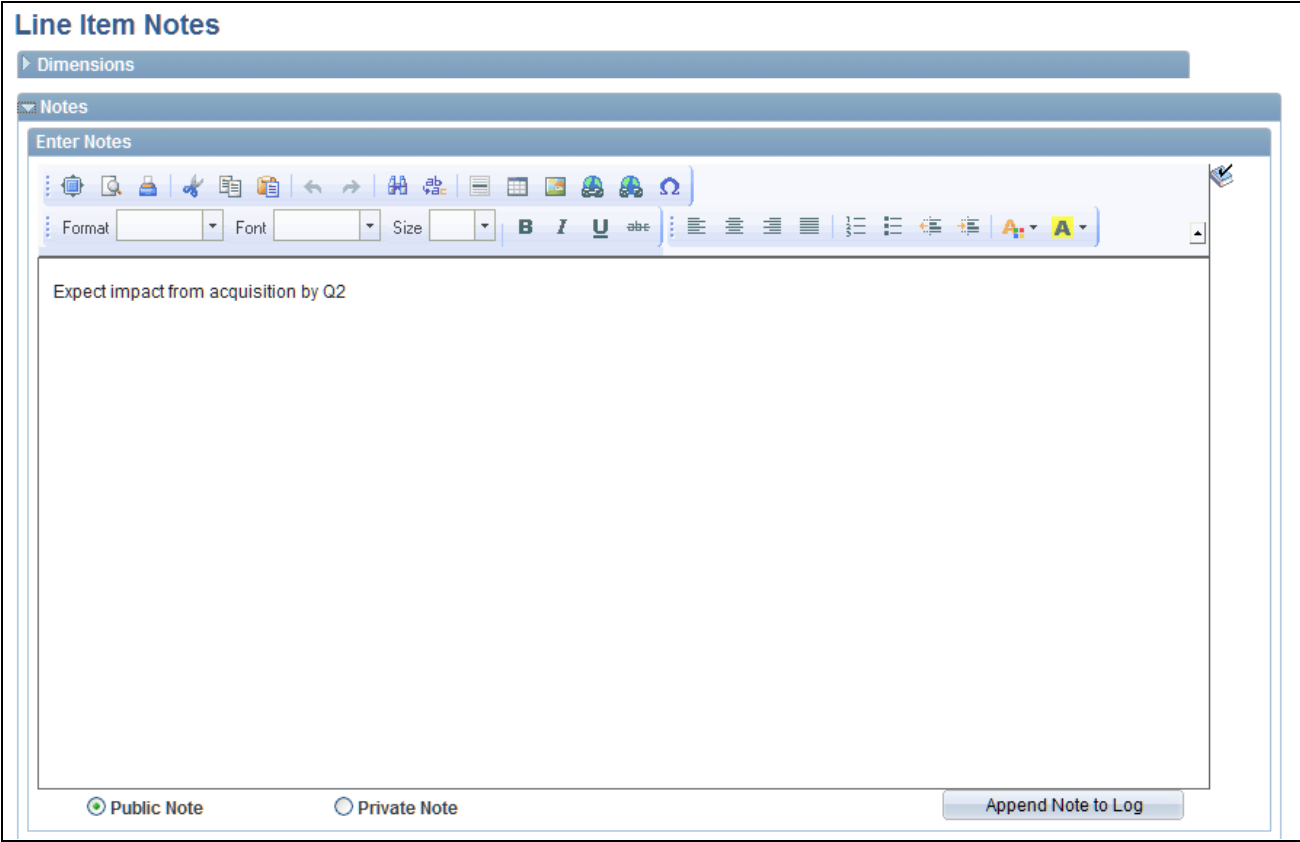 Line Item Notes
Dimensions
Notes
Enter Notes
Format Font Size B I U abc A A
Expect impact from acquisition by Q2
Public Note Private Note Append Note to Log